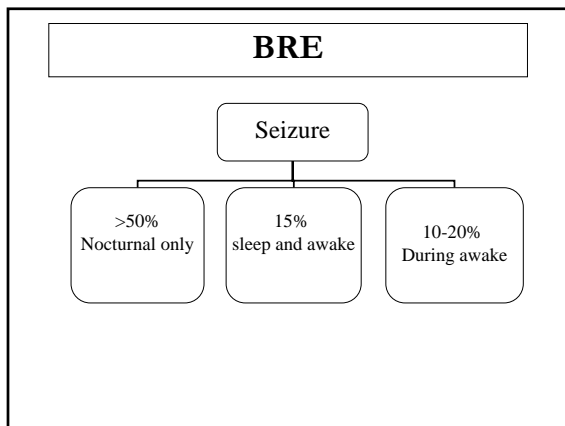 BRE
Seizure
>50%
Nocturnal only
15%
sleep and awake
10-20%
During awake